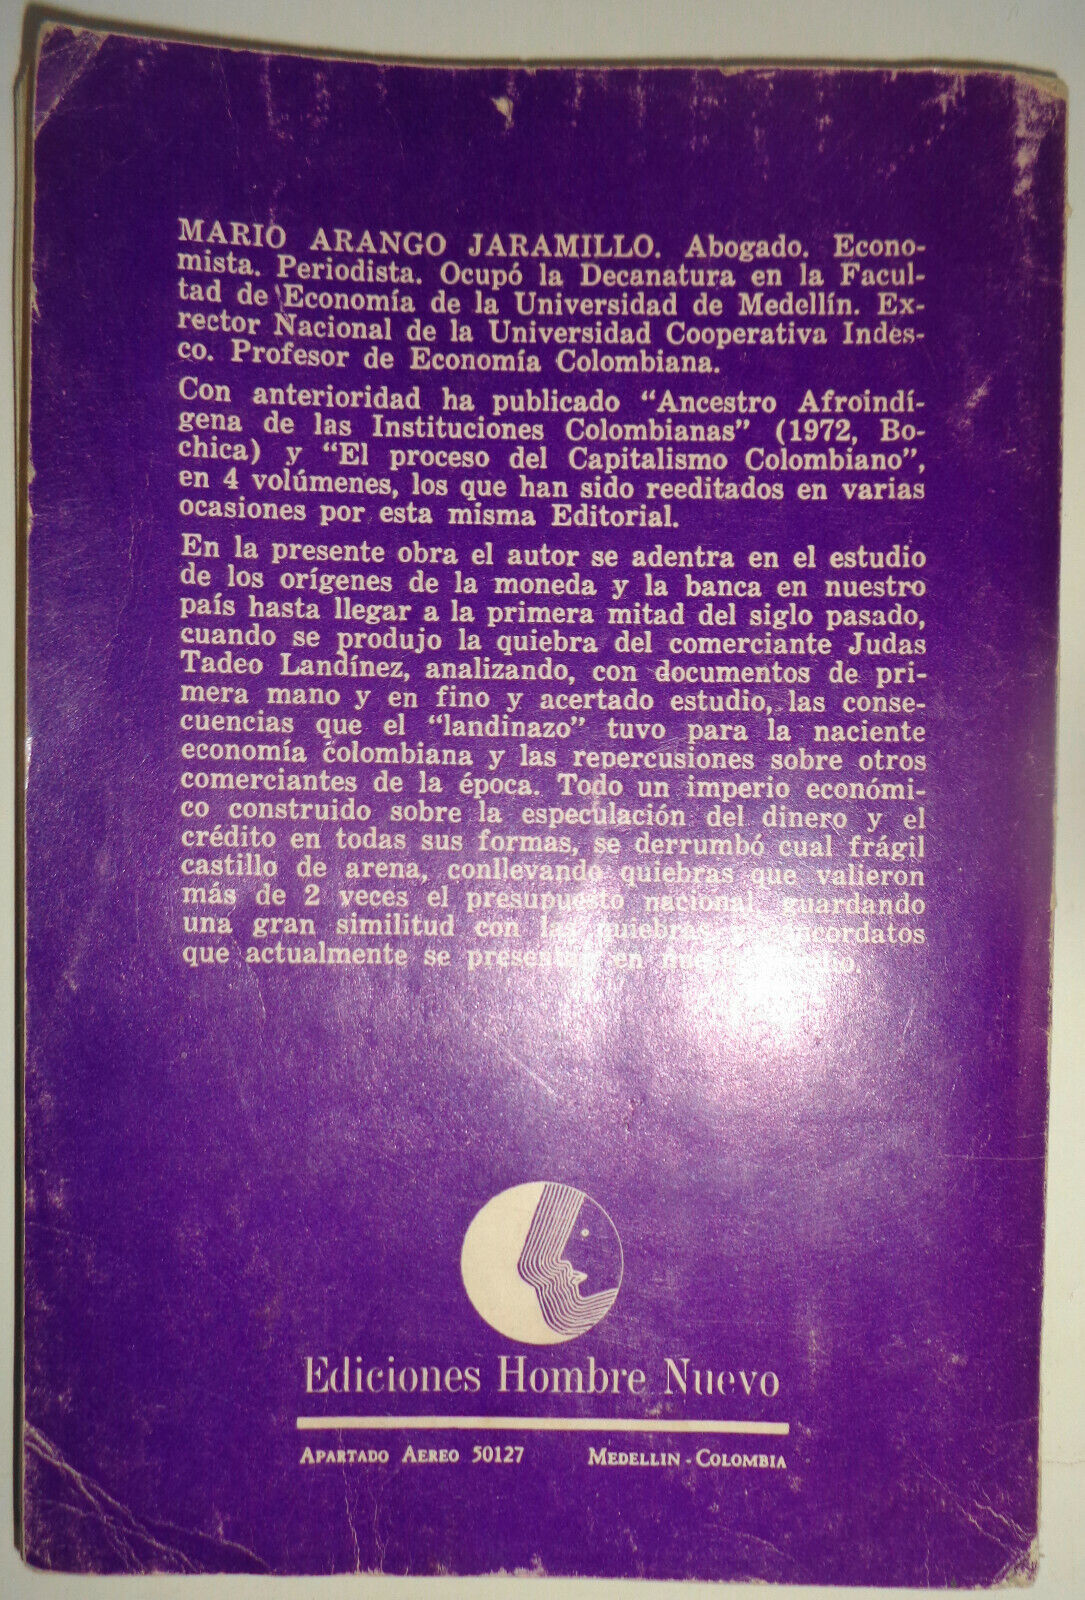 MARIO ARANGO JARAMILLO. Abogado. Econo-
mista. Periodista. Ocupó la Decanatura en la Facul-
tad de Economía de la Universidad de Medellín. Ex-
rector Nacional de la Universidad Cooperativa Indes-
co. Profesor de Economía Colombiana.
Con anterioridad ha publicado "Ancestro Afroindí-
gena de las Instituciones Colombianas" (1972, Bo-
chica) y "El proceso del Capitalismo Colombiano",
en 4 volúmenes, los que han sido reeditados en varias
ocasiones por esta misma Editorial.
En la presente obra el autor se adentra en el estudio
de los orígenes de la moneda y la banca en nuestro
país hasta llegar a la primera mitad del siglo pasado,
cuando se produjo la quiebra del comerciante Judas
Tadeo Landínez, analizando, con documentos de pri-
mera mano y en fino y acertado estudio, las conse-
cuencias que el "landinazo" tuvo para la naciente
economía colombiana y las repercusiones sobre otros
comerciantes de la época. Todo un imperio económi-
co construido sobre la especulación del dinero y el
crédito en todas sus formas, se derrumbó cual frágil
castillo de arena, conllevando quiebras que valieron
más de 2 veces el presupuesto nacional guardando
una gran similitud con las quiebras
que actualmente se presentan en
Ediciones Hombre Nuevo
APARTADO AEREO 50127 MEDELLIN - COLOMBIA